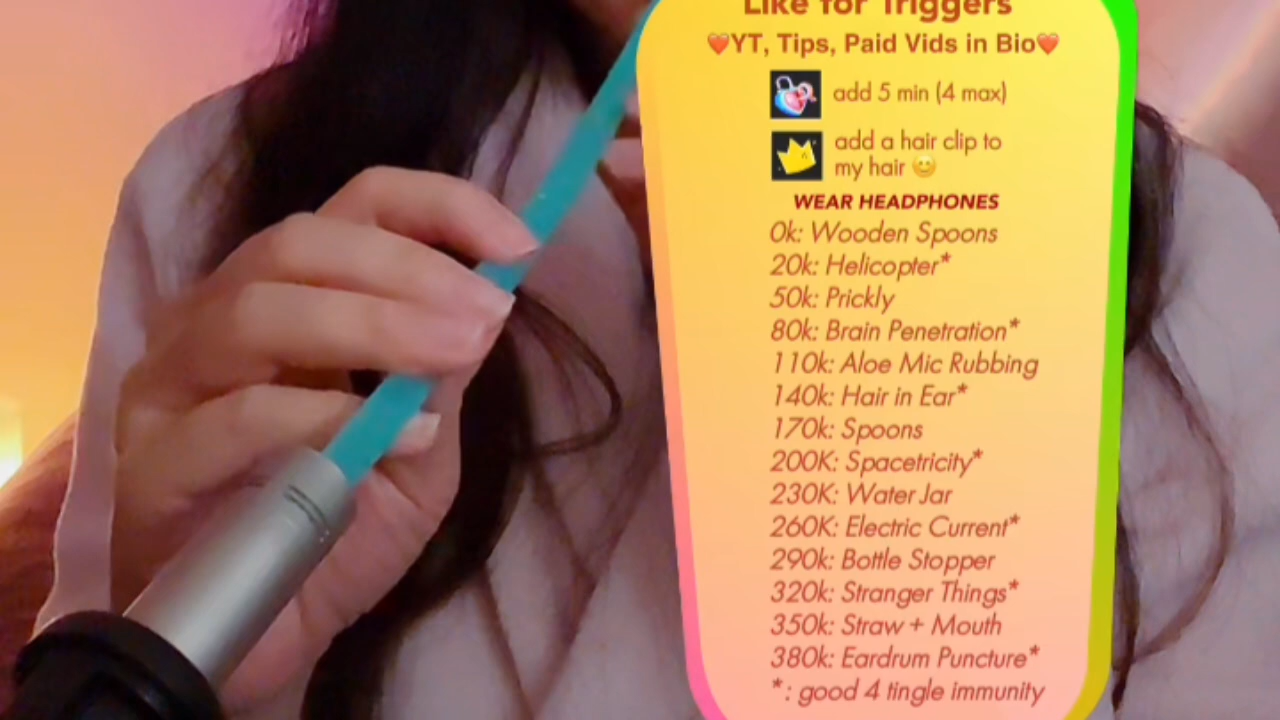 Like for Triggers
❤️YT, Tips, Paid Vids in Bio❤️
add 5 min (4 max)
add a hair clip to
my hair 😊
WEAR HEADPHONES
0k: Wooden Spoons
20k: Helicopter*
50k: Prickly
80k: Brain Penetration*
110k: Aloe Mic Rubbing
140k: Hair in Ear*
170k: Spoons
200K: Spacetricity*
230K: Water Jar
260K: Electric Current*
290k: Bottle Stopper
320k: Stranger Things*
350k: Straw + Mouth
380k: Eardrum Puncture*
*: good 4 tingle immunity